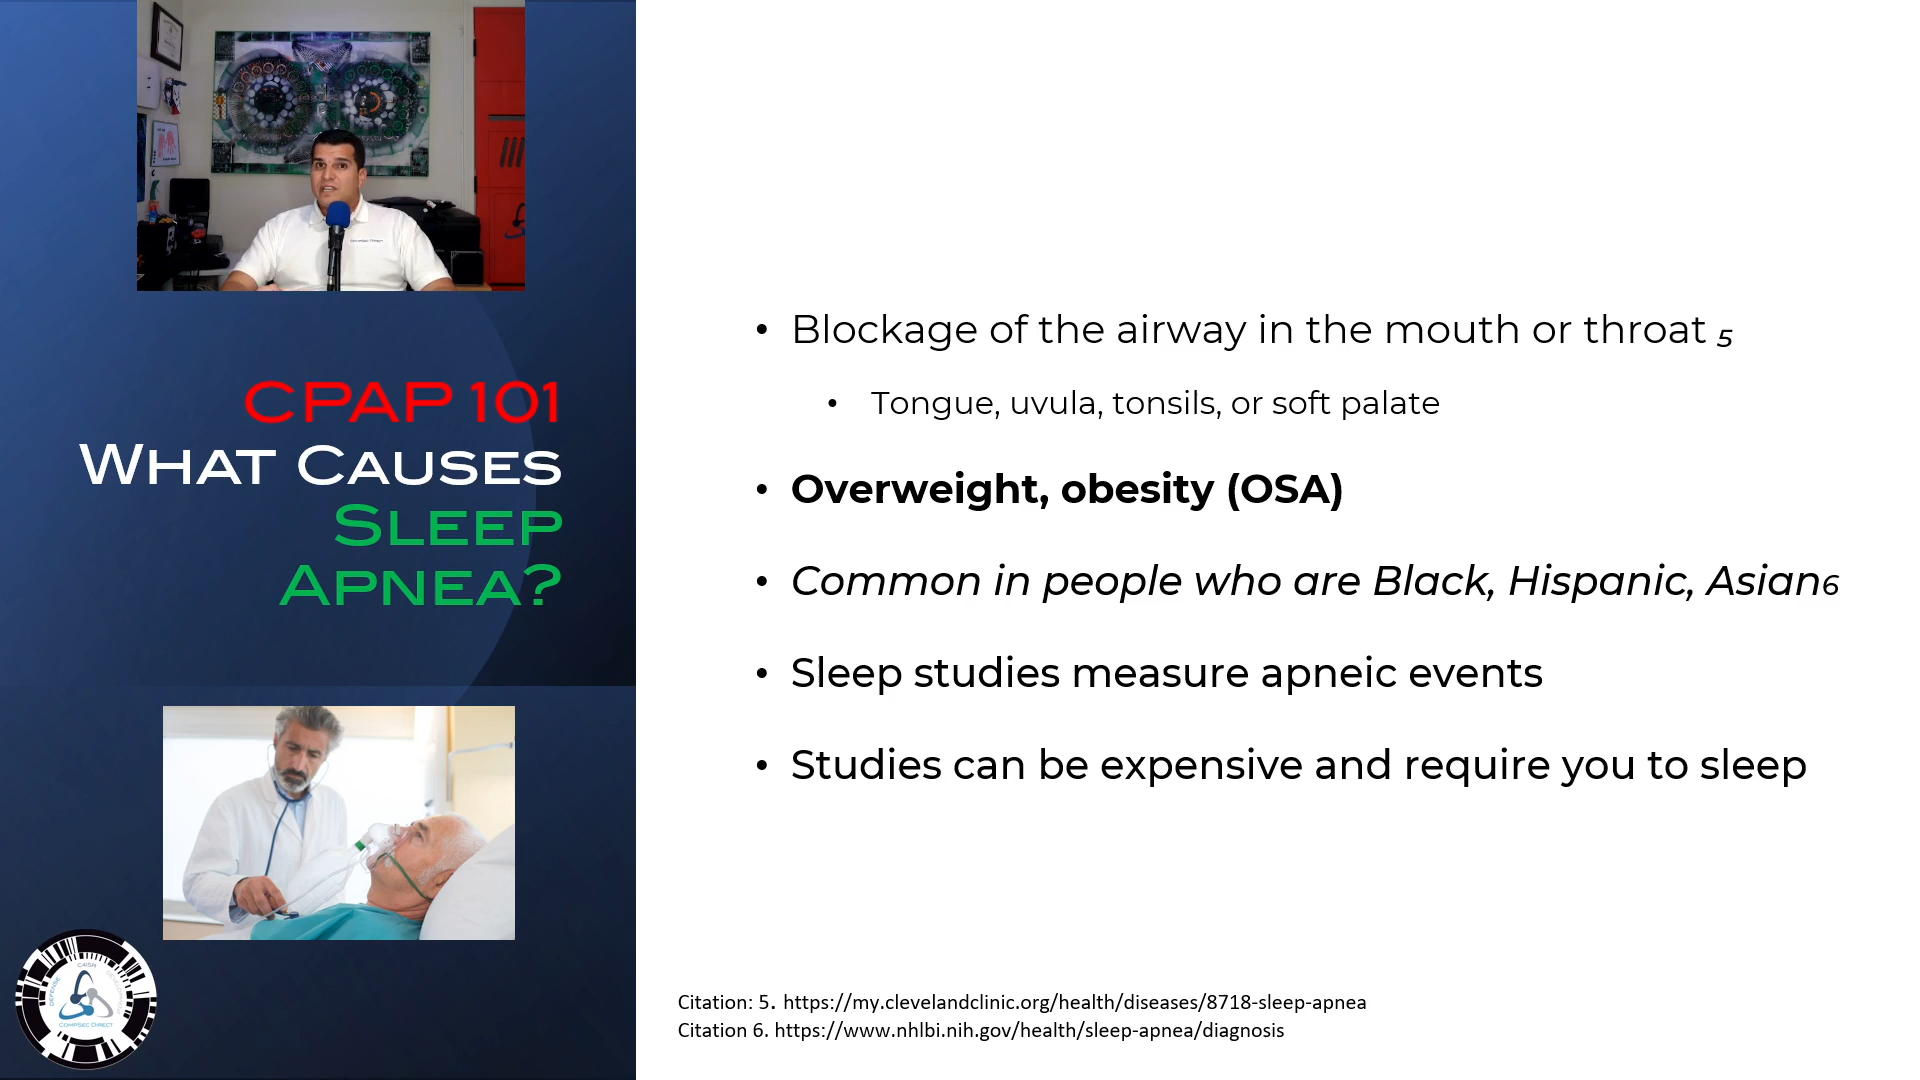 CPAP 101
WHAT CAUSES
SLEEP
APNEA?
• Blockage of the airway in the mouth or throat 5
• Tongue, uvula, tonsils, or soft palate
• Overweight, obesity (OSA)
• Common in people who are Black, Hispanic, Asian6
• Sleep studies measure apneic events
• Studies can be expensive and require you to sleep
Citation: 5. https://my.clevelandclinic.org/health/diseases/8718-sleep-apnea
Citation 6. https://www.nhlbi.nih.gov/health/sleep-apnea/diagnosis
DEFENSE
COMPSEC DIRECT